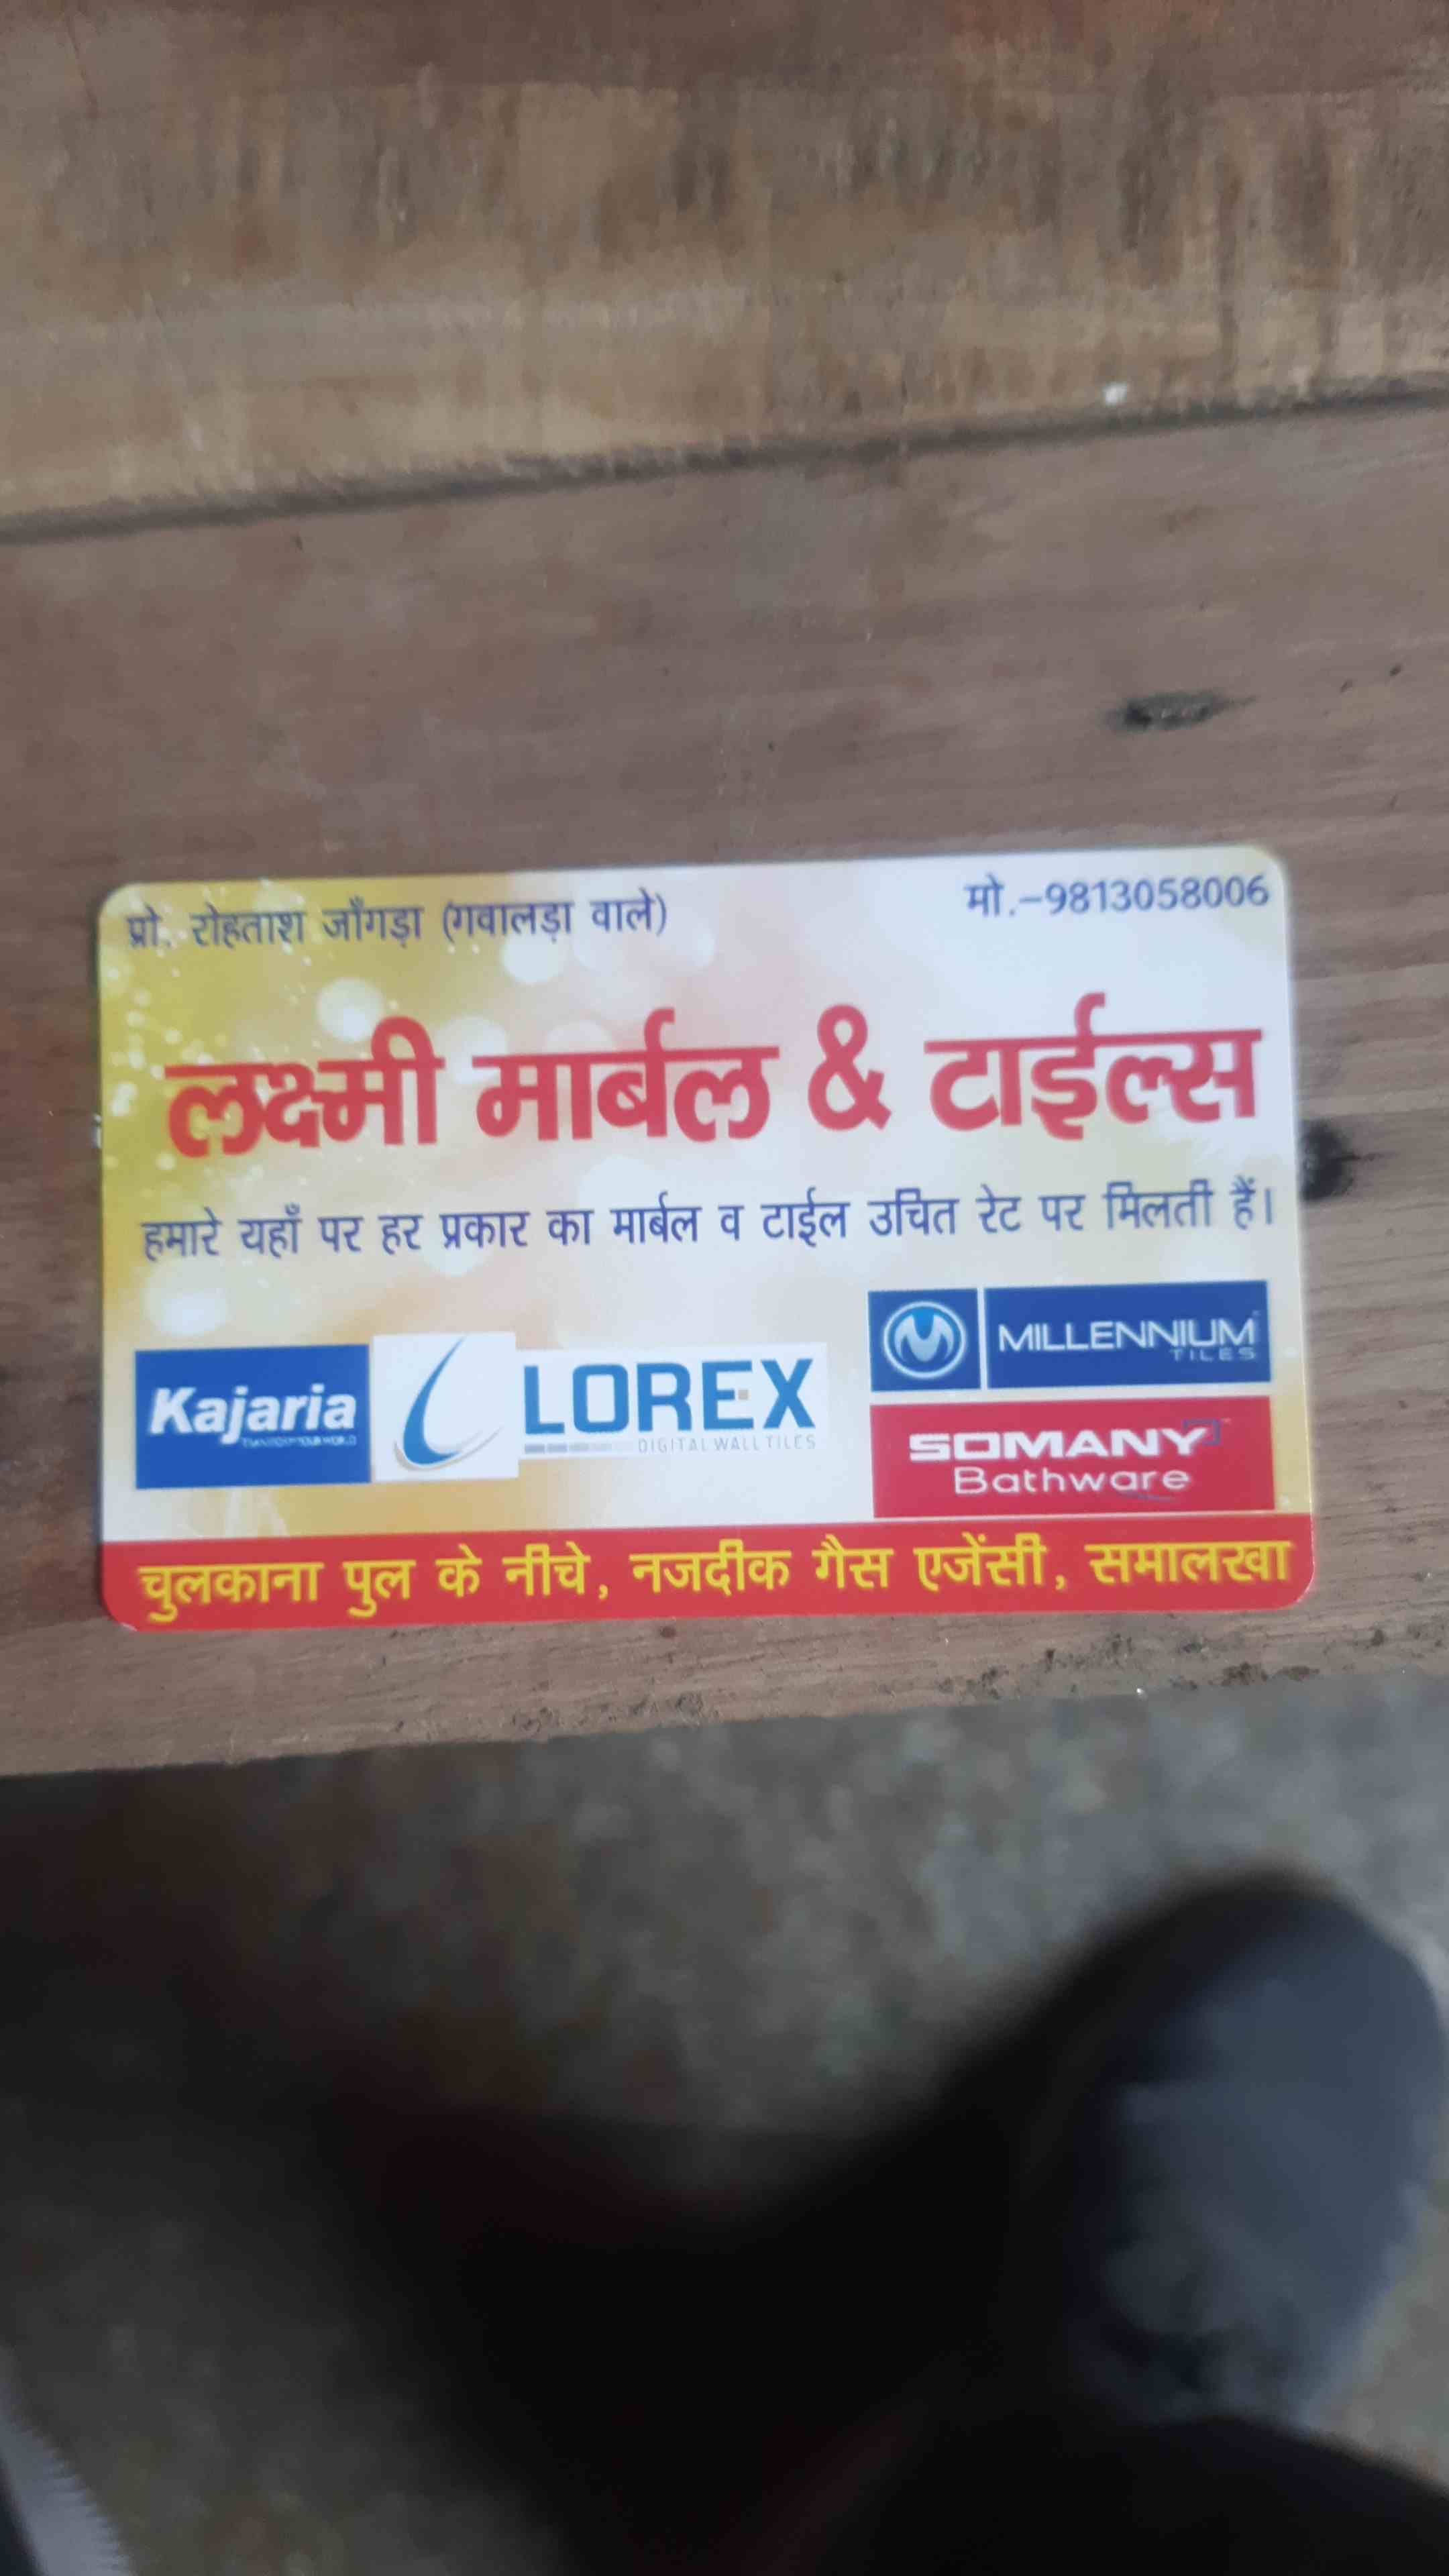 प्रो. रोहताश जाँगड़ा (गवालड़ा वाले) मो.-9813058006
लक्ष्मी मार्बल & टाईल्स
हमारे यहाँ पर हर प्रकार का मार्बल व टाईल उचित रेट पर मिलती हैं।
MILLENNIUM
TILES
Kajaria
LOREX
DIGITAL WALL TILES
SOMANY
Bathware
चुलकाना पुल के नीचे, नजदीक गैस एजेंसी, समालखा